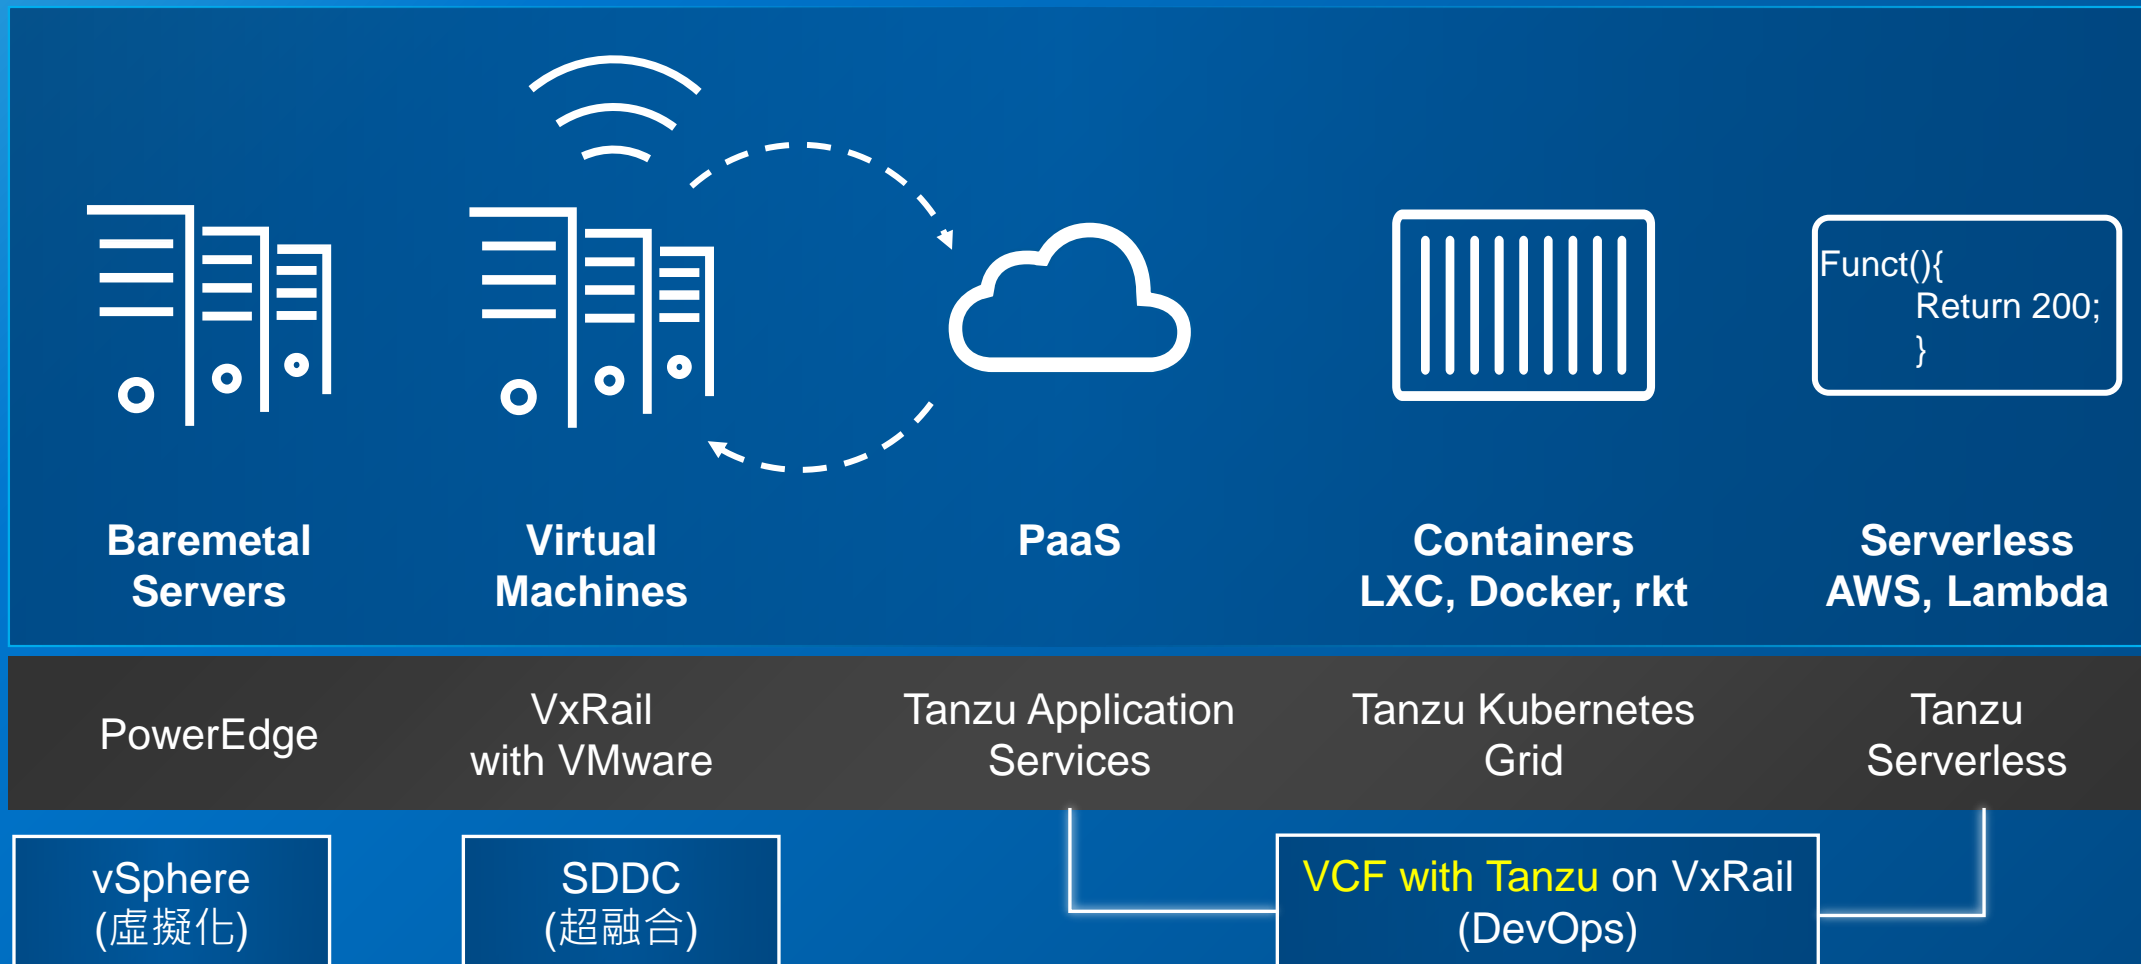 Funct(){
Return 200;
}
Baremetal
Servers
Virtual
Machines
PaaS
Containers
LXC, Docker, rkt
Serverless
AWS, Lambda
PowerEdge
VxRail
with VMware
Tanzu Application
Services
Tanzu Kubernetes
Grid
Tanzu
Serverless
vSphere
(虛擬化)
SDDC
(超融合)
VCF with Tanzu on VxRail
(DevOps)